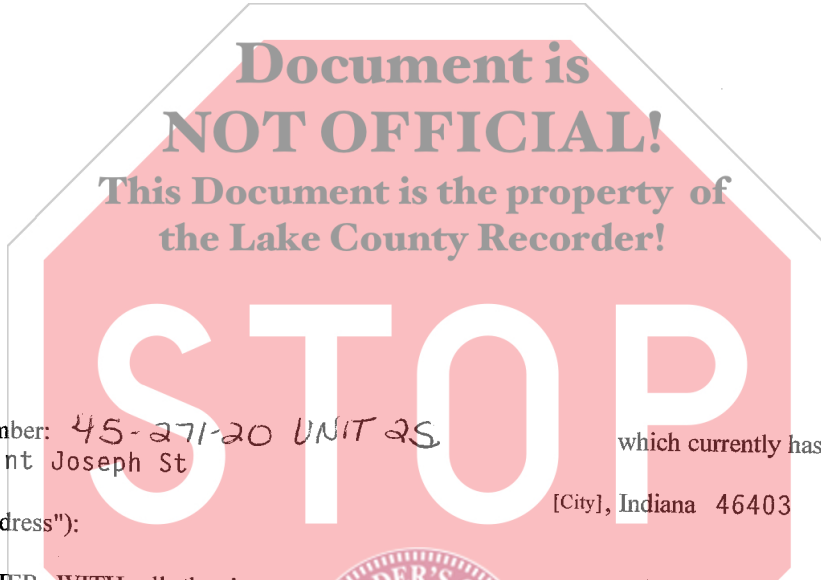 Document is
NOT OFFICIAL!
This Document is the property of
the Lake County Recorder!
STOP
nber: 45-271-20 UNIT 2S which currently has
nt Joseph St
[City], Indiana 46403
dress"):
WITH